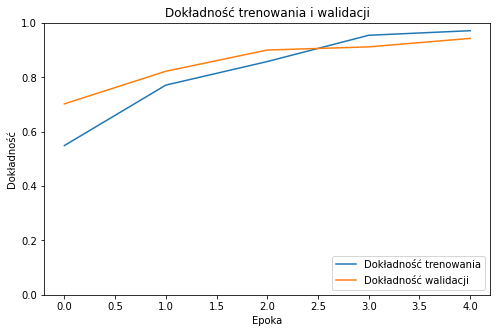 Dokładność trenowania i walidacji
1.0
0.8
0.6
0.4
0.2
0.0
Dokładność
0.0 0.5 1.0 1.5 2.0 2.5 3.0 3.5 4.0
Epoka
Dokładność trenowania
Dokładność walidacji